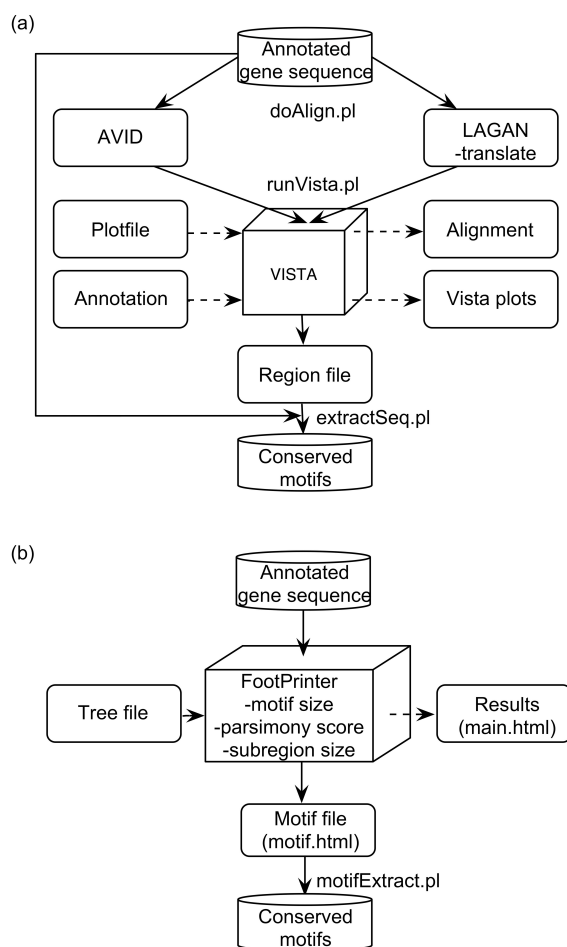 (a)
Annotated
gene sequence
doAlign.pl
AVID
LAGAN
-translate
runVista.pl
Plotfile
Alignment
VISTA
Annotation
Vista plots
Region file
extractSeq.pl
Conserved
motifs
(b)
Annotated
gene sequence
FootPrinter
-motif size
-parsimony score
-subregion size
Tree file
Results
(main.html)
Motif file
(motif.html)
motifExtract.pl
Conserved
motifs